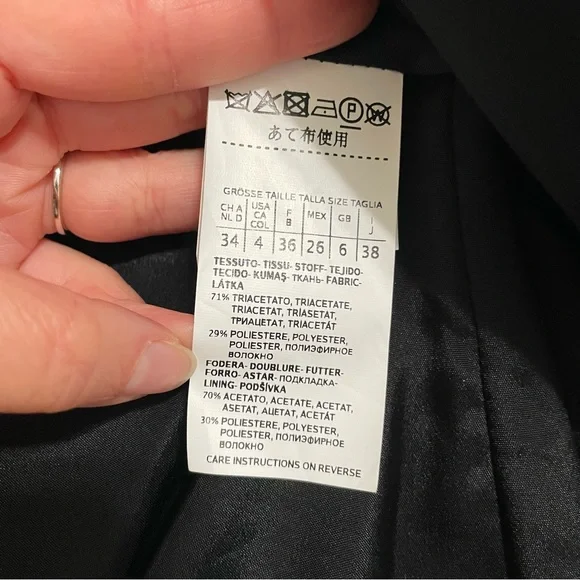 P W
あて布使用
GRÖSSE TAILLE TALLA SIZE TAGLIA
CH A NL D USA CA COL F B MEX GB I J
34 4 36 26 6 38
TESSUTO- TISSU- STOFF- TEJIDO-
TECIDO- KUMAŞ- ТКАНЬ- FABRIC-
LÁTKA
71% TRIACETATO, TRIACETATE,
TRIACETAT, TRİASETAT,
ТРИАЦЕТАТ, TRIACETÁT
29% POLIESTERE, POLYESTER,
POLIESTER, ПОЛИЭФИРНОЕ
ВОЛОКНО
FODERA- DOUBLURE- FUTTER-
FORRO- ASTAR- ПОДКЛАДКА-
LINING- PODŠÍVKA
70% ACETATO, ACETATE, ACETAT,
ASETAT, АЦЕТАТ, ACETÁT
30% POLIESTERE, POLYESTER,
POLIESTER, ПОЛИЭФИРНОЕ
ВОЛОКНО
CARE INSTRUCTIONS ON REVERSE